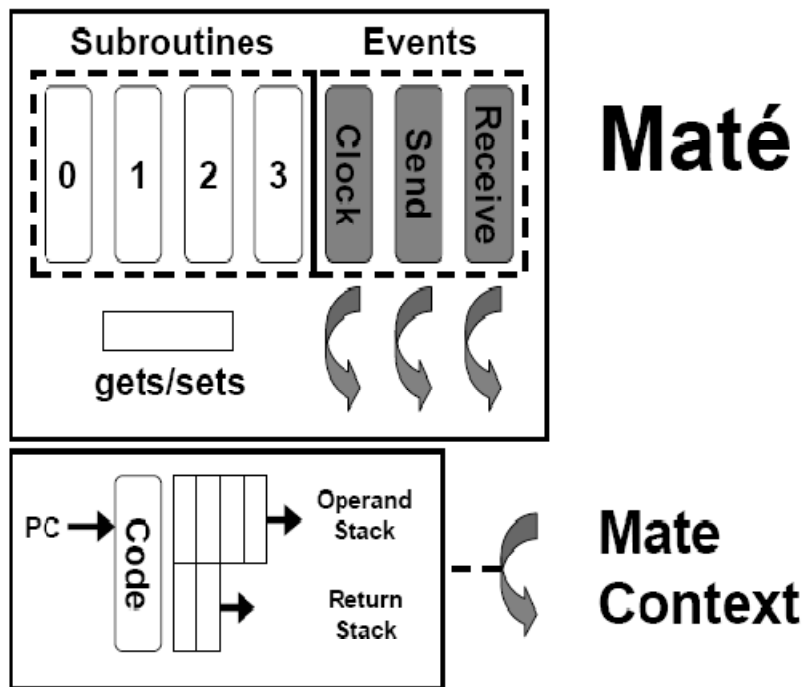 Subroutines Events
0 1 2 3 Clock Send Receive
gets/sets
Maté
PC Code Operand
Stack
Return
Stack
Mate
Context